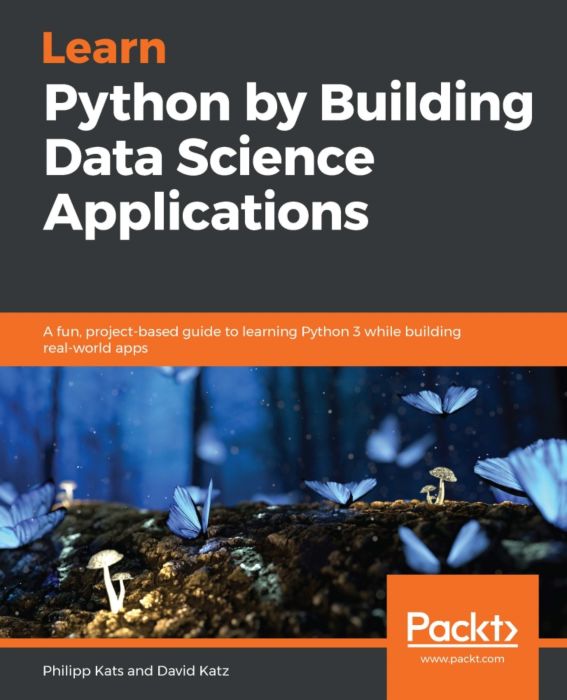 Learn
Python by Building
Data Science
Applications
A fun, project-based guide to learning Python 3 while building
real-world apps
Packt>
www.packt.com
Philipp Kats and David Katz